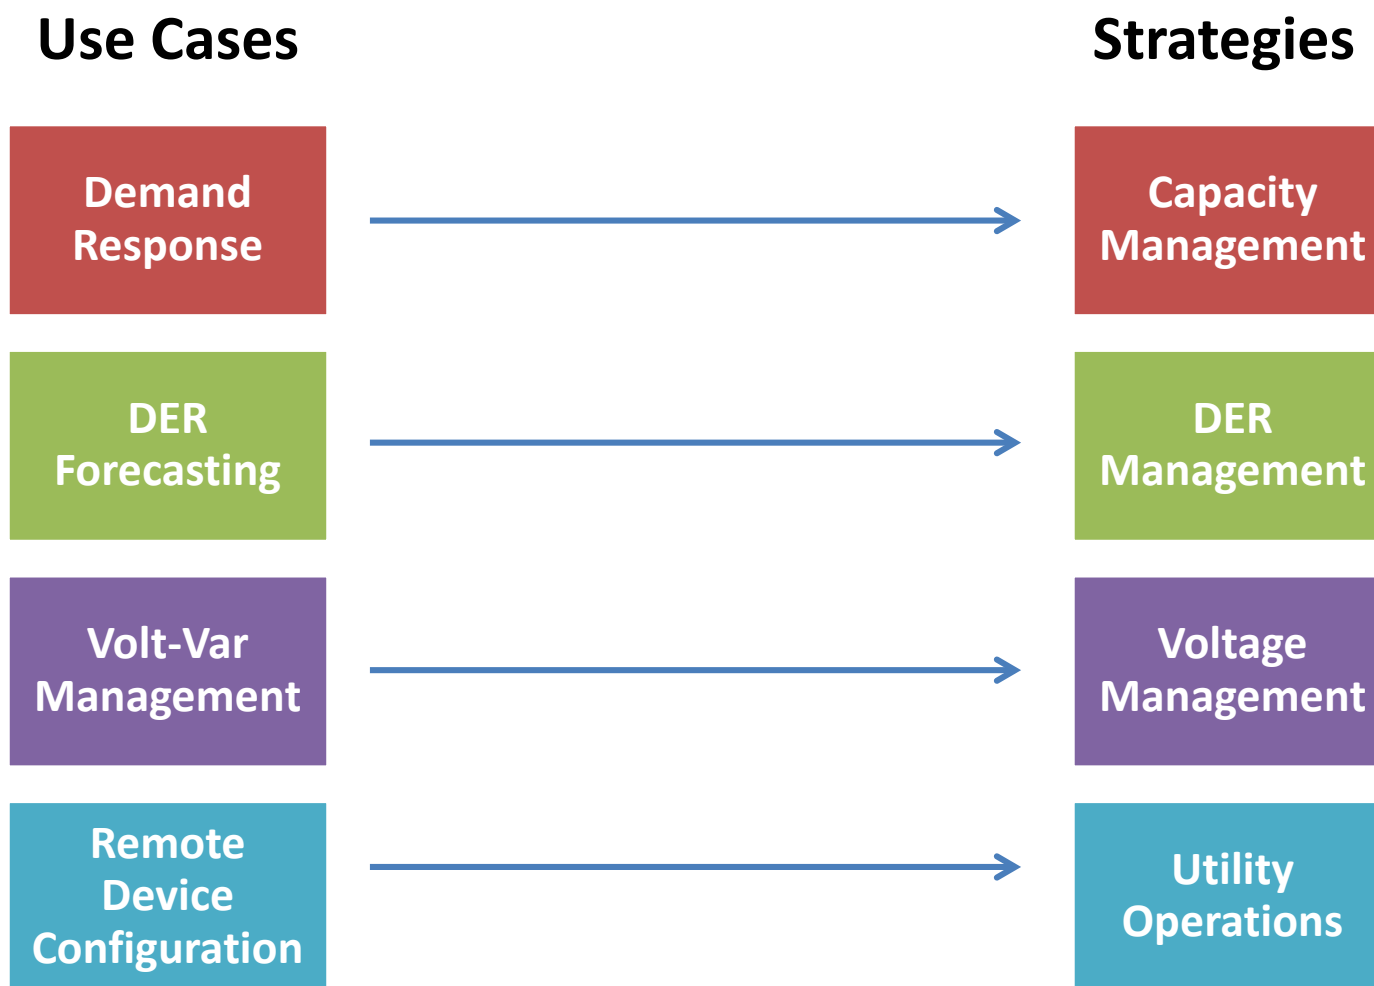 Use Cases
Strategies
Demand
Response
Capacity
Management
DER
Forecasting
DER
Management
Volt-Var
Management
Voltage
Management
Remote
Device
Configuration
Utility
Operations